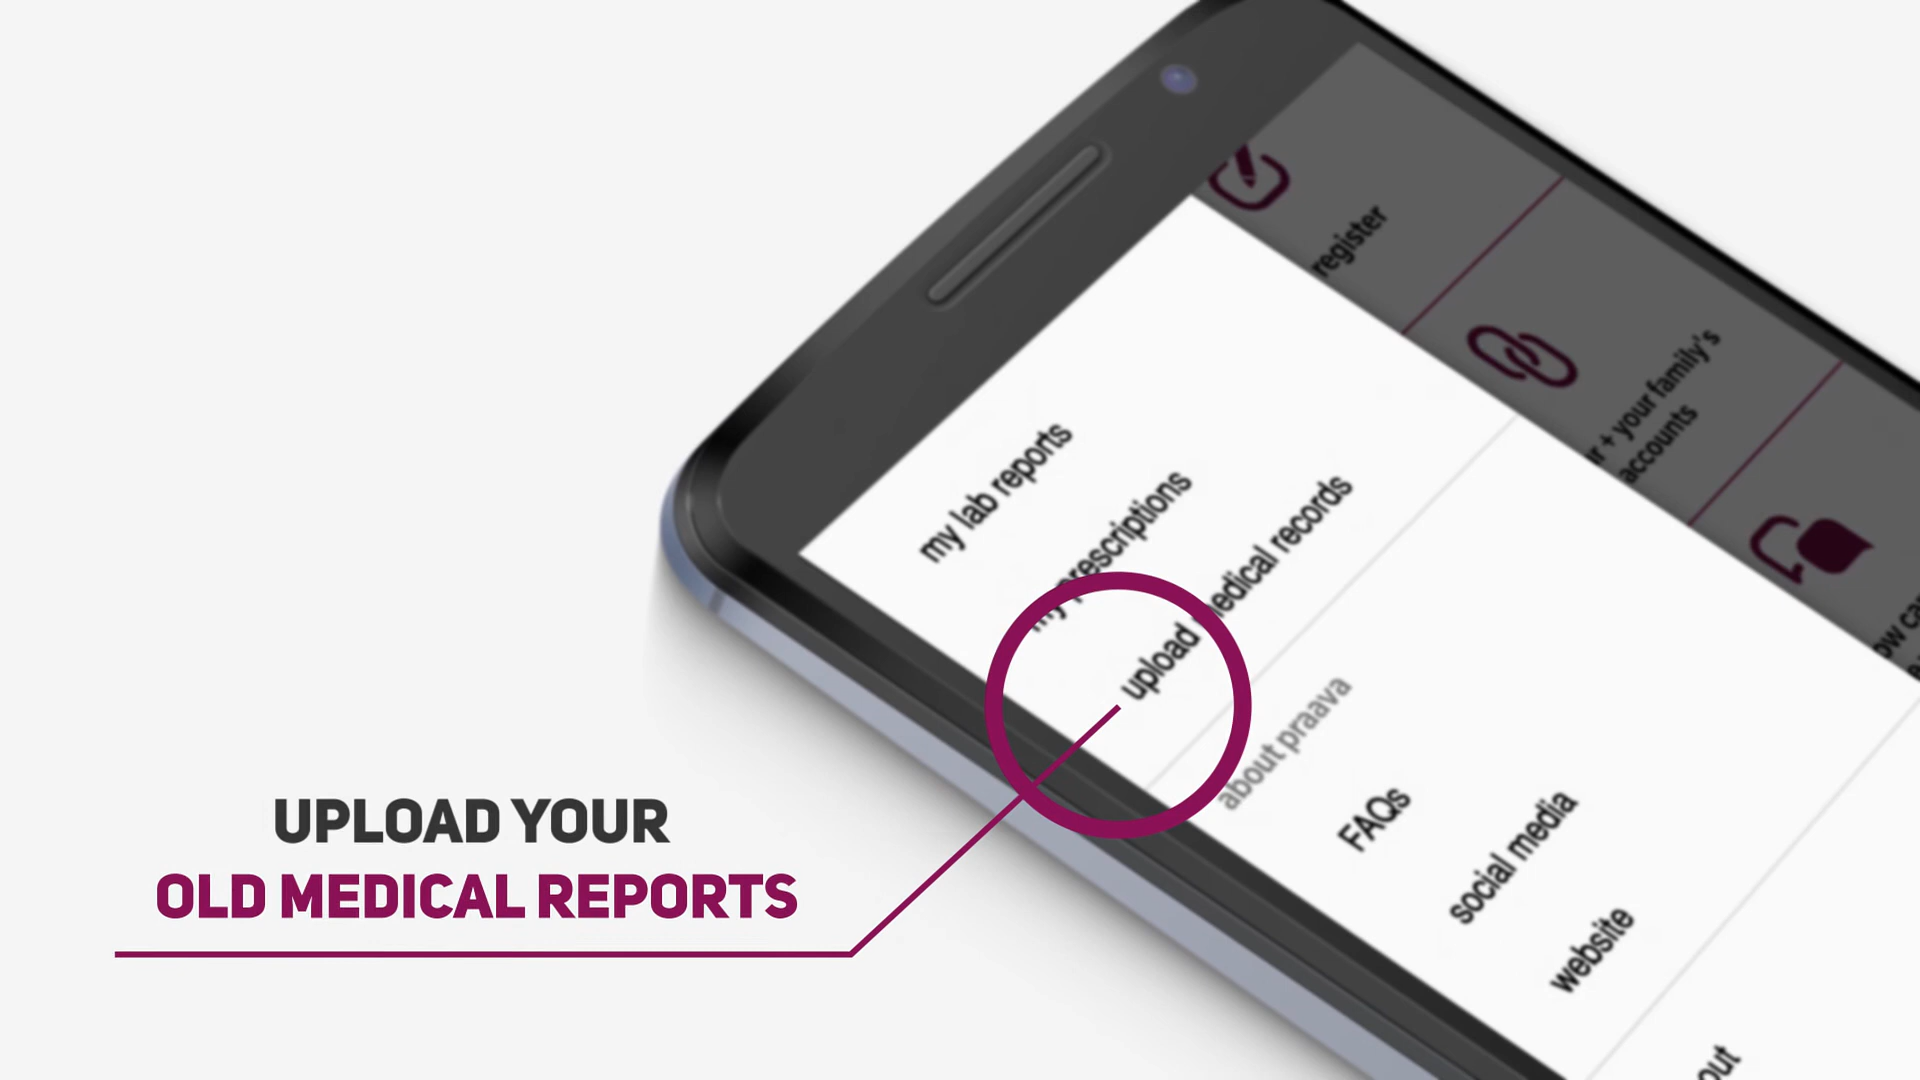 register
+ your family's
accounts
my lab reports
my prescriptions
upload medical records
about praava
FAQs
social media
website
UPLOAD YOUR
OLD MEDICAL REPORTS